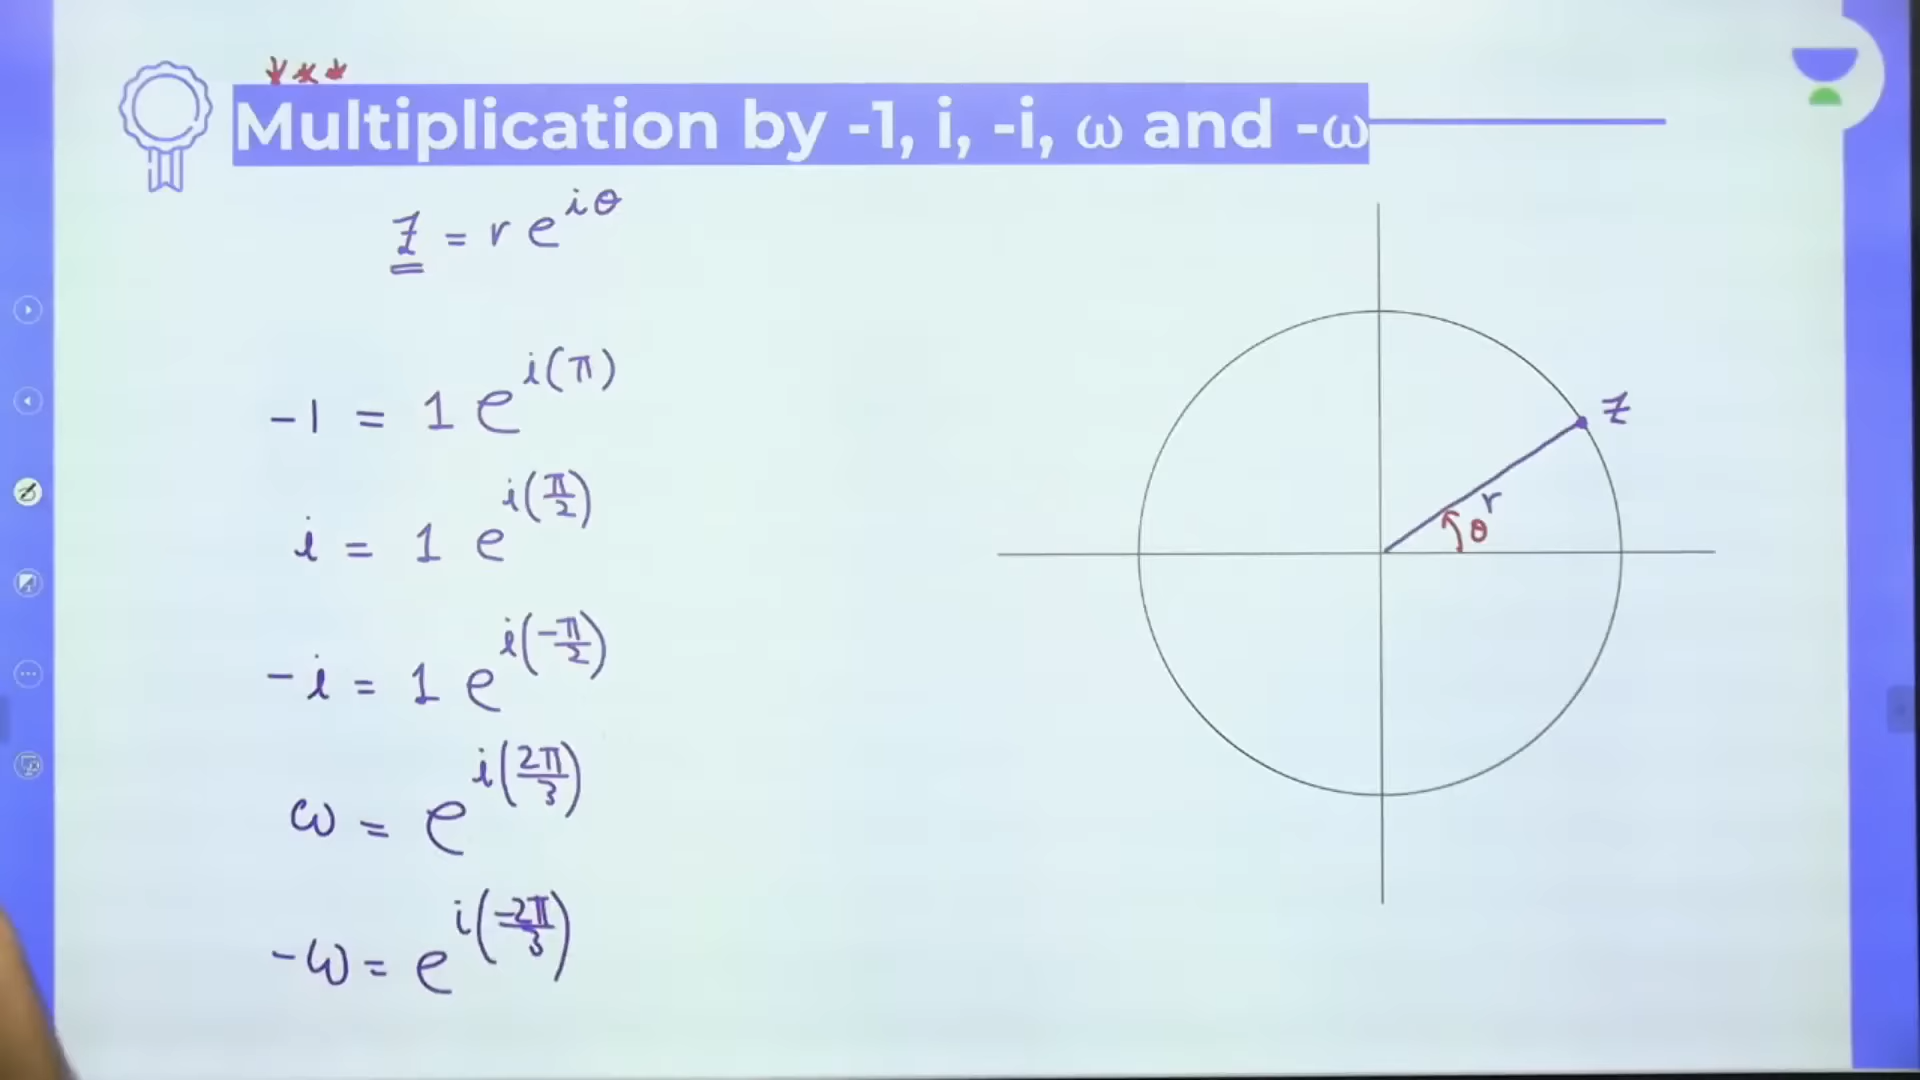 ***
Multiplication by -1, i, -i, ω and -ω
z = r e^{iθ}
-1 = 1 e^{i(π)}
i = 1 e^{i(π/2)}
-i = 1 e^{i(-π/2)}
ω = e^{i(2π/3)}
-ω = e^{i(-2π/3)}
z
r
θ